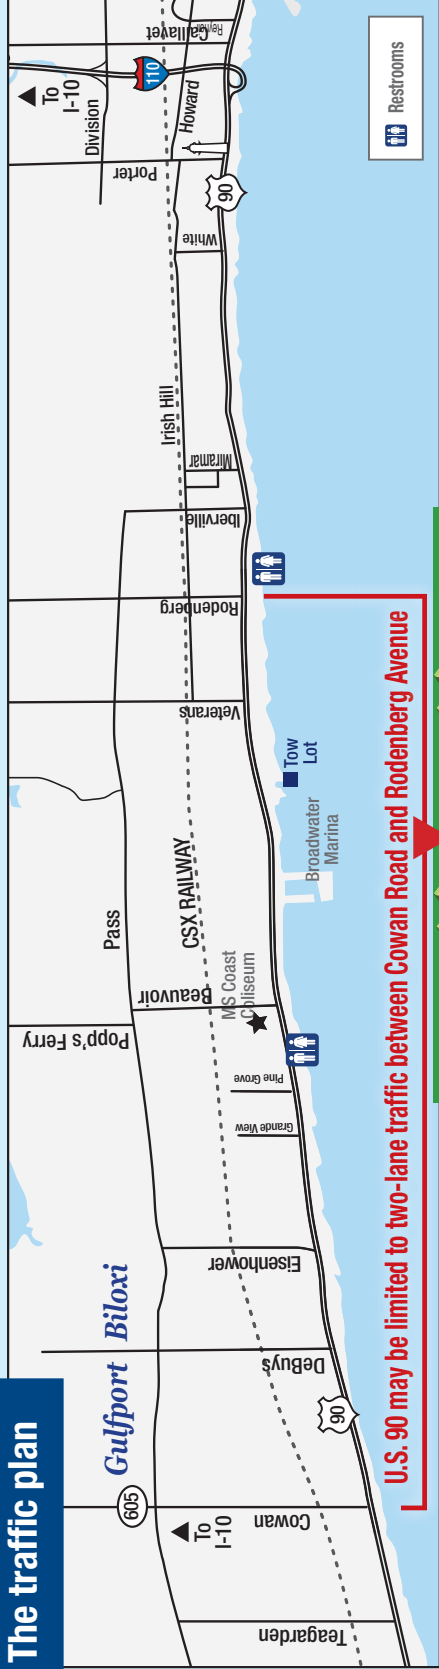 The traffic plan
Gulfport
Biloxi
605
To
I-10
Teagarden
Cowan
DeBuys
90
Eisenhower
Grande View
Pine Grove
Popp's Ferry
Pass
Beauvoir
MS Coast
Coliseum
CSX RAILWAY
Broadwater
Marina
Tow
Lot
Veterans
Rodenberg
Iberville
Miramar
Irish Hill
White
90
Porter
Howard
Division
To
I-10
110
Caillavet
Reynoir
Restrooms
U.S. 90 may be limited to two-lane traffic between Cowan Road and Rodenberg Avenue